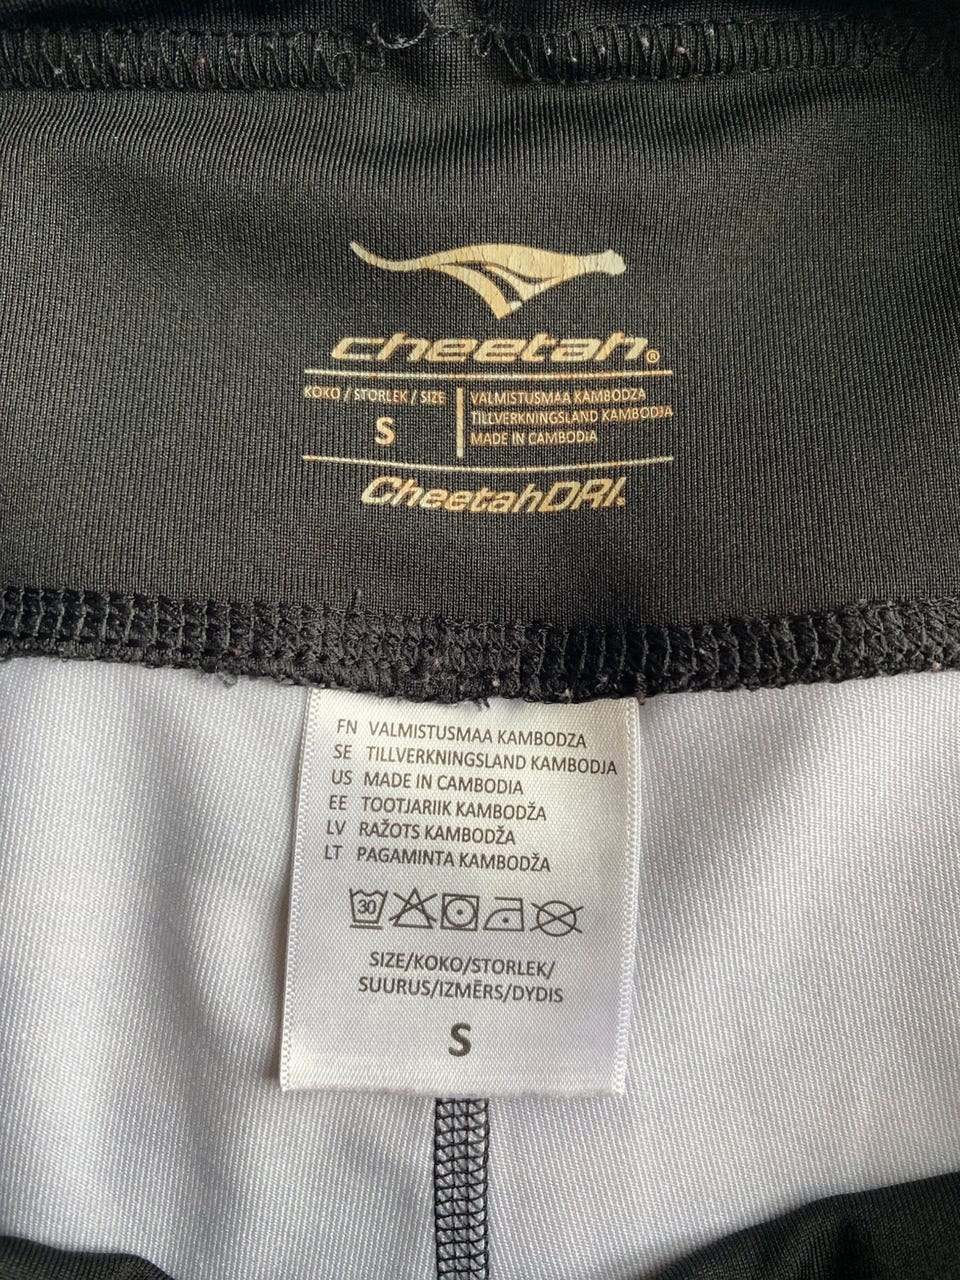 cheetah®
KOKO / STORLEK / SIZE
S
VALMISTUSMAA KAMBODZA
TILLVERKNINGSLAND KAMBODJA
MADE IN CAMBODIA
CheetahDRI.
FN VALMISTUSMAA KAMBODZA
SE TILLVERKNINGSLAND KAMBODJA
US MADE IN CAMBODIA
EE TOOTJARIIK KAMBODŽA
LV RAŽOTS KAMBODŽA
LT PAGAMINTA KAMBODŽA
30
SIZE/KOKO/STORLEK/
SUURUS/IZMĒRS/DYDIS
S